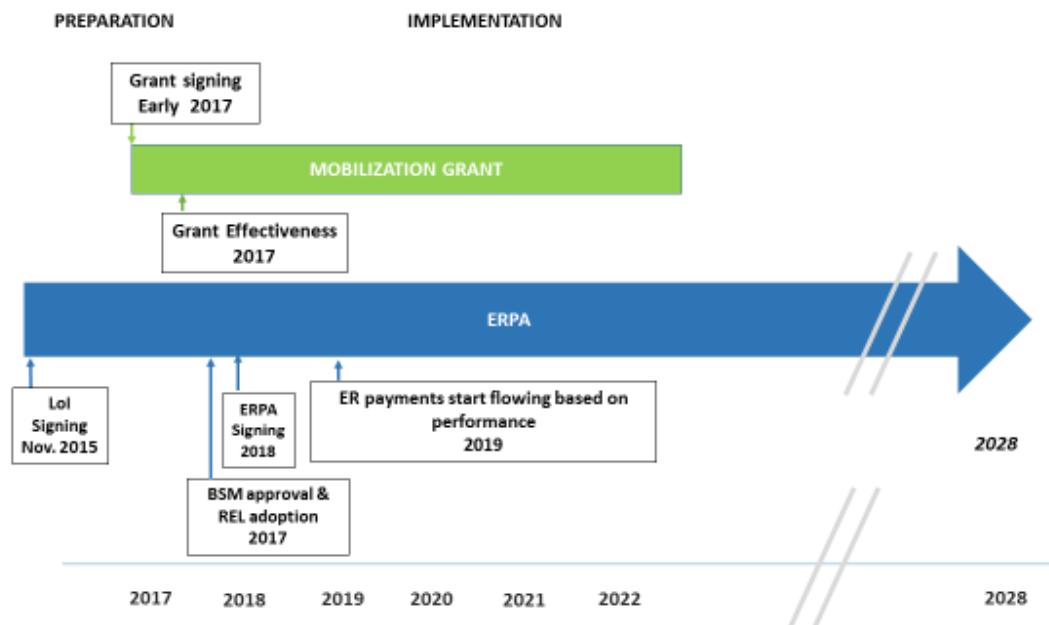 PREPARATION
IMPLEMENTATION
Grant signing
Early 2017
MOBILIZATION GRANT
Grant Effectiveness
2017
ERPA
LoI
Signing
Nov. 2015
ERPA
Signing
2018
ER payments start flowing based on
performance
2019
2028
BSM approval &
REL adoption
2017
2017
2018
2019
2020
2021
2022
2028